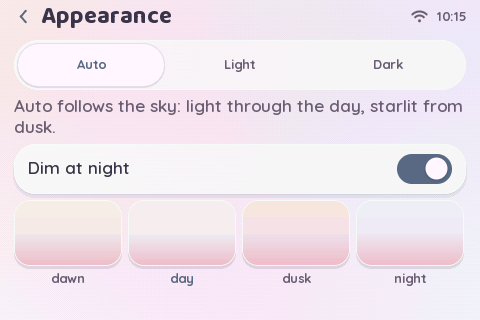 Appearance
10:15
Auto
Light
Dark
Auto follows the sky: light through the day, starlit from
dusk.
Dim at night
dawn
day
dusk
night